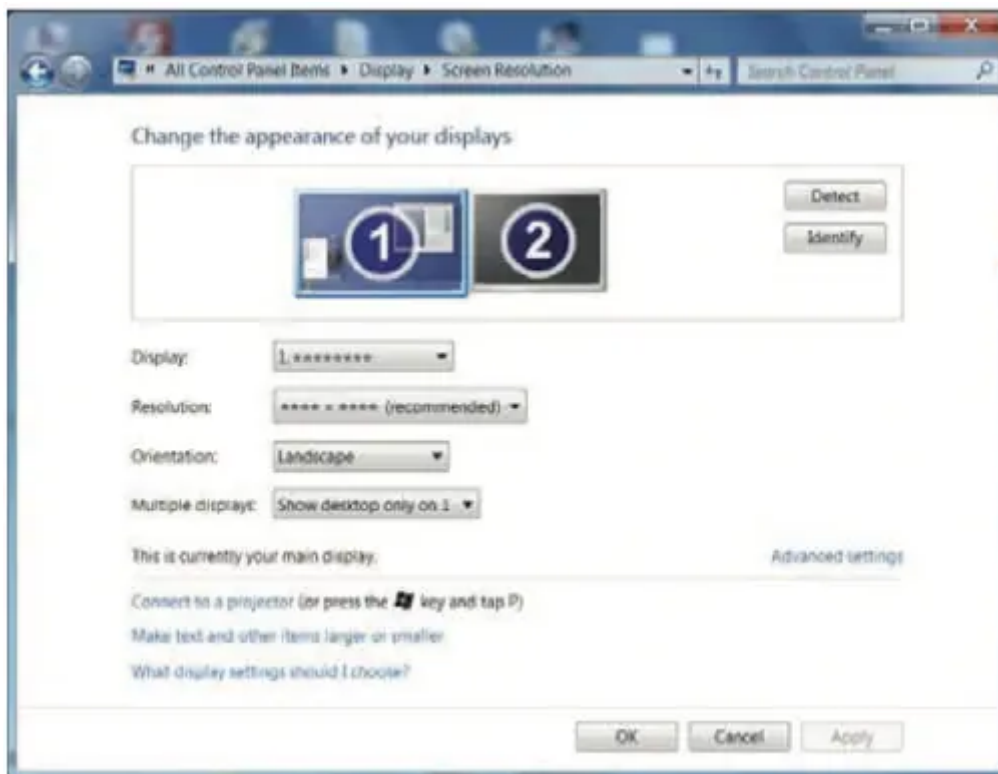 « All Control Panel Items ▸ Display ▸ Screen Resolution
Search Control Panel
Change the appearance of your displays
1
2
Detect
Identify
Display:
1. ********
Resolution:
**** × **** (recommended)
Orientation:
Landscape
Multiple displays:
Show desktop only on 1
This is currently your main display.
Advanced settings
Connect to a projector (or press the key and tap P)
Make text and other items larger or smaller
What display settings should I choose?
OK
Cancel
Apply